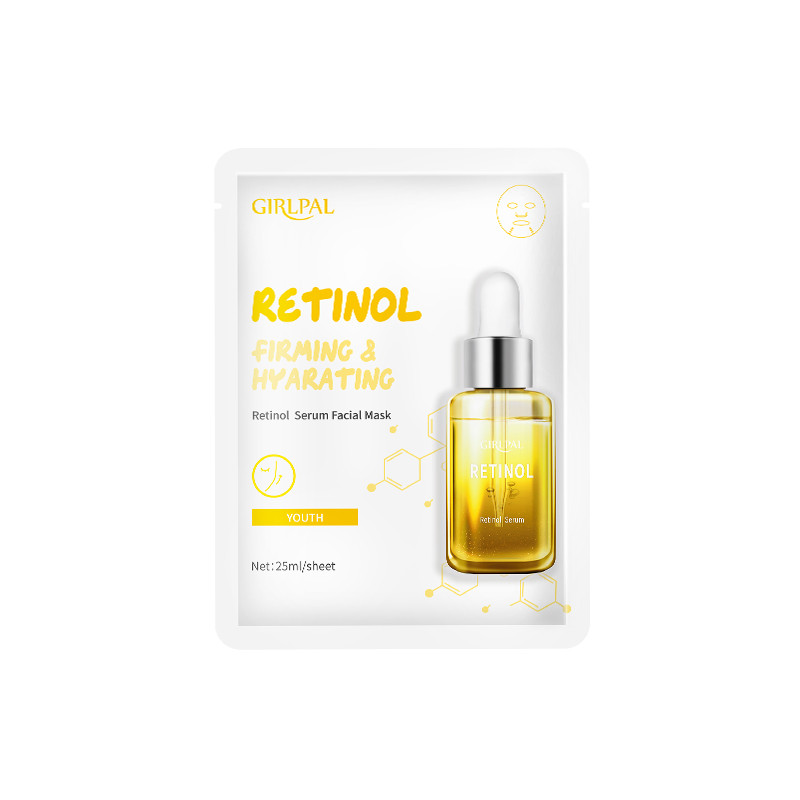 GIRLPAL
RETINOL
FIRMING &
HYARATING
Retinol Serum Facial Mask
YOUTH
Net:25ml/sheet
GIRLPAL
RETINOL
Retinol Serum